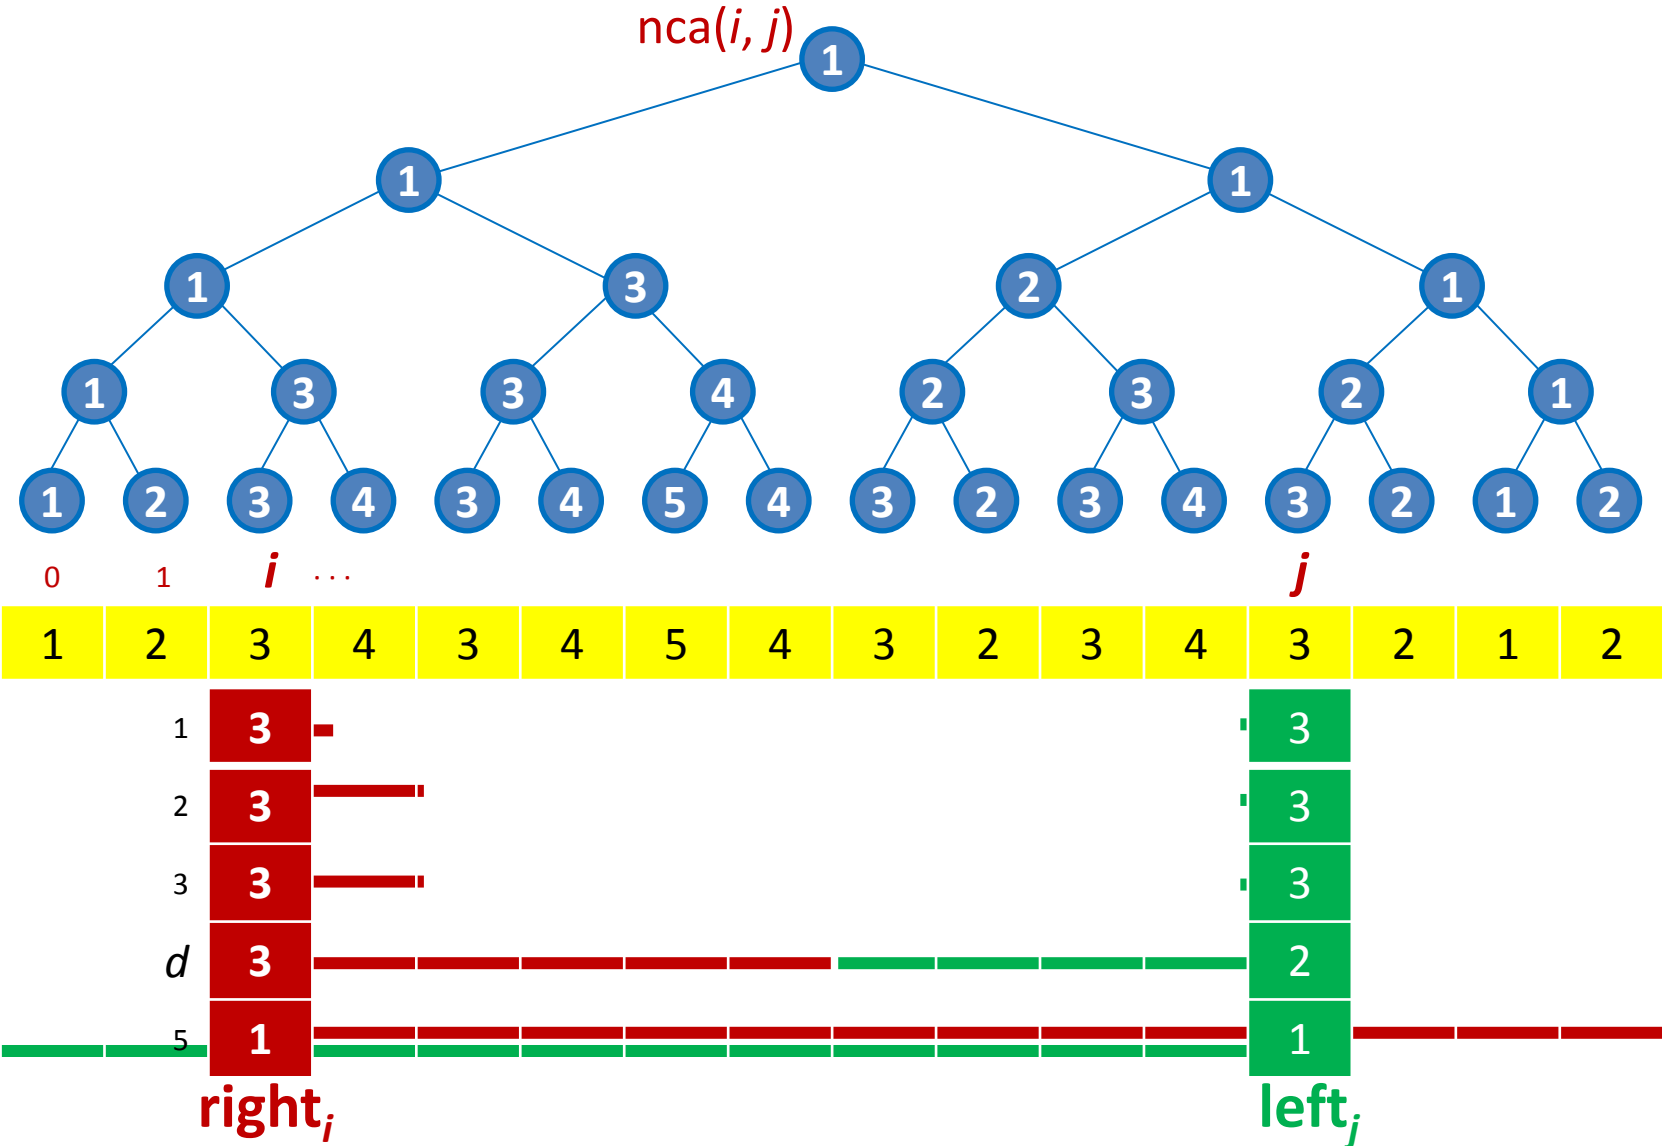 nca(i, j)
1
1 1
1 3 2 1
1 3 3 4 2 3 2 1
1 2 3 4 3 4 5 4 3 2 3 4 3 2 1 2
0 1 i ... j
1 2 3 4 3 4 5 4 3 2 3 4 3 2 1 2
1 3 3
2 3 3
3 3 3
d 3 2
5 1 1
right_i left_j